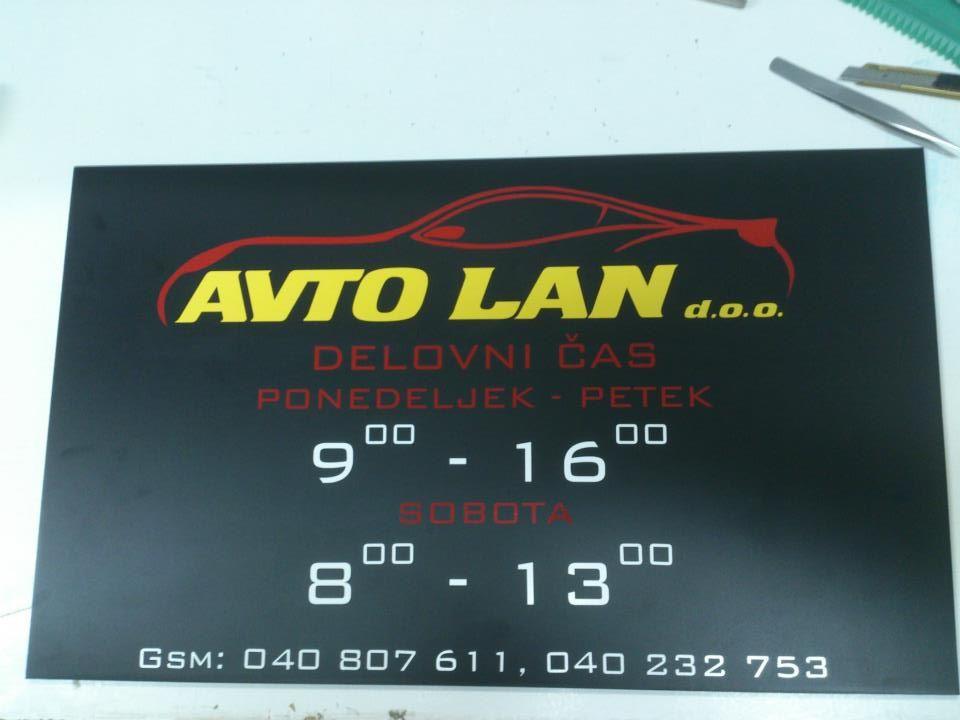 AVTO LAN d.o.o.
DELOVNI ČAS
PONEDELJEK - PETEK
9⁰⁰ - 16⁰⁰
SOBOTA
8⁰⁰ - 13⁰⁰
GSM: 040 807 611, 040 232 753